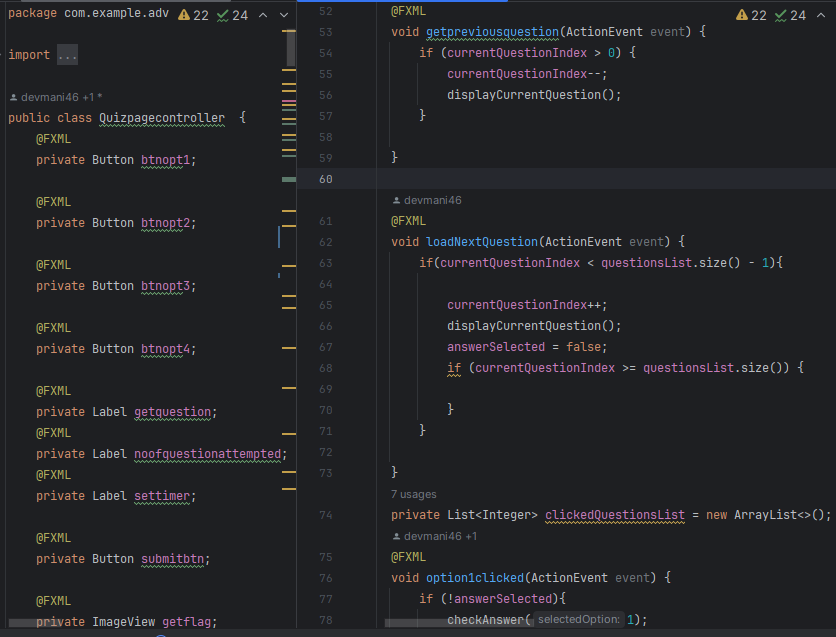 package com.example.adv 22 24
import ...
devmani46 +1 *
public class Quizpagecontroller {
@FXML
private Button btnopt1;
@FXML
private Button btnopt2;
@FXML
private Button btnopt3;
@FXML
private Button btnopt4;
@FXML
private Label getquestion;
@FXML
private Label noofquestionattempted;
@FXML
private Label settimer;
@FXML
private Button submitbtn;
@FXML
private ImageView getflag;
22 24
52 @FXML
53 void getpreviousquestion(ActionEvent event) {
54 if (currentQuestionIndex > 0) {
55 currentQuestionIndex--;
56 displayCurrentQuestion();
57 }
58
59 }
60
devmani46
61 @FXML
62 void loadNextQuestion(ActionEvent event) {
63 if(currentQuestionIndex < questionsList.size() - 1){
64
65 currentQuestionIndex++;
66 displayCurrentQuestion();
67 answerSelected = false;
68 if (currentQuestionIndex >= questionsList.size()) {
69
70 }
71 }
72
73 }
7 usages
74 private List<Integer> clickedQuestionsList = new ArrayList<>();
devmani46 +1
75 @FXML
76 void option1clicked(ActionEvent event) {
77 if (!answerSelected){
78 checkAnswer( selectedOption: 1);